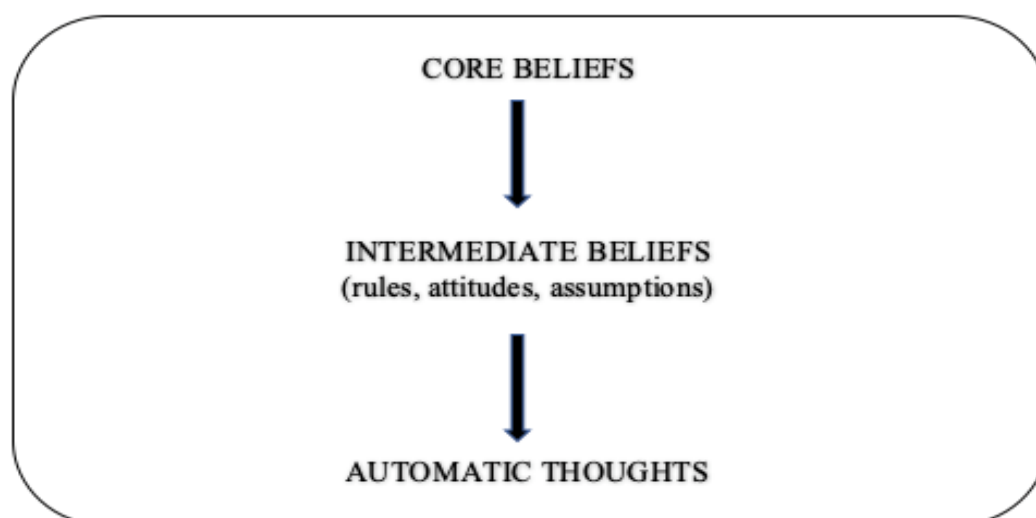 CORE BELIEFS
INTERMEDIATE BELIEFS
(rules, attitudes, assumptions)
AUTOMATIC THOUGHTS